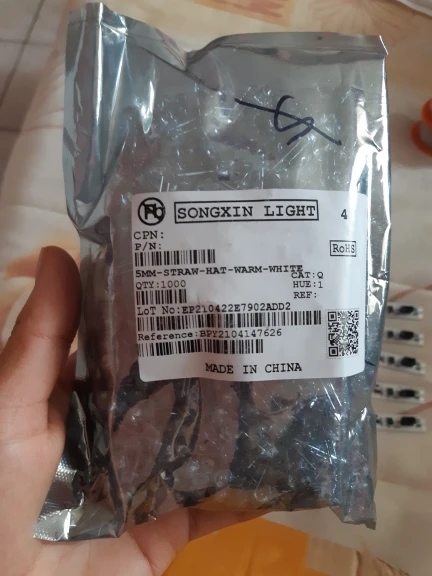 Pb
SONGXIN LIGHT 4
CPN:
P/N:
RoHS
5MM-STRAW-HAT-WARM-WHITE
CAT:Q
QTY:1000
HUE:1
REF:
LOT No:EP210422E7902ADD2
Reference:BPY2104147626
MADE IN CHINA